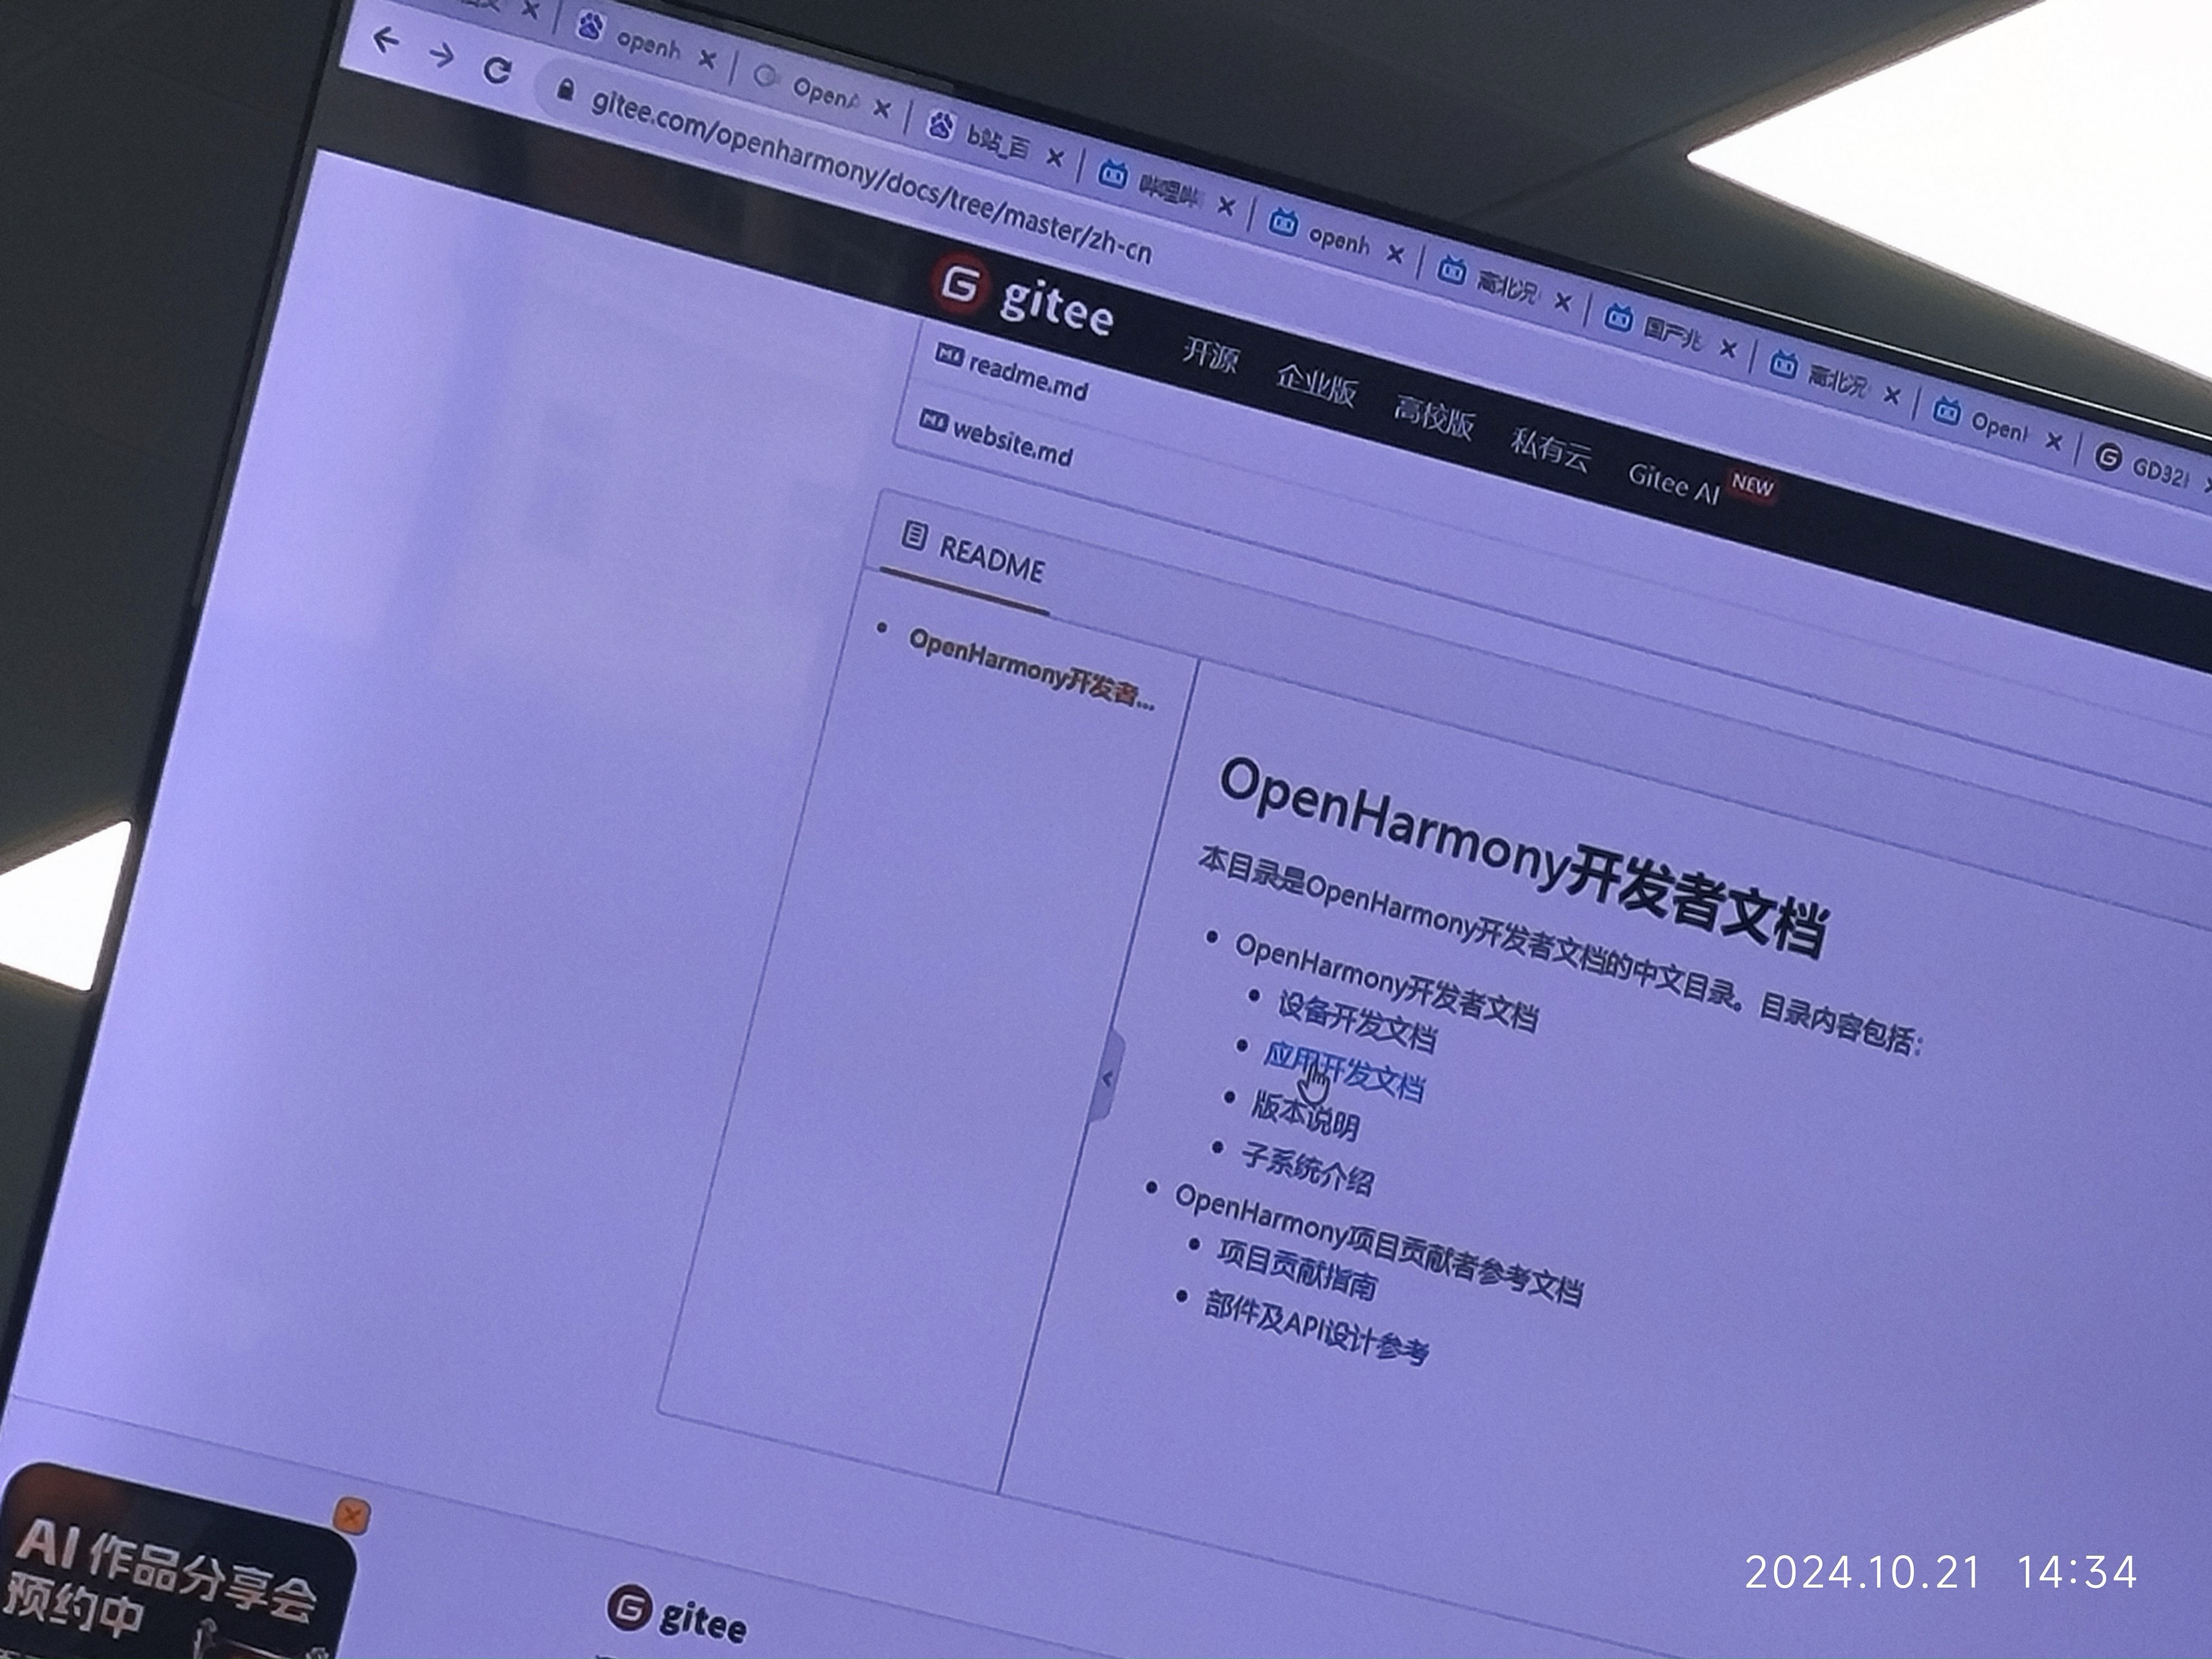 openh
OpenA
b站_百
哔哩哔
openh
高北况
国产兆
高北况
OpenH
GD32
gitee.com/openharmony/docs/tree/master/zh-cn
gitee
开源
企业版
高校版
私有云
Gitee AI
NEW
readme.md
website.md
README
OpenHarmony开发者...
OpenHarmony开发者文档
本目录是OpenHarmony开发者文档的中文目录。目录内容包括:
OpenHarmony开发者文档
设备开发文档
应用开发文档
版本说明
子系统介绍
OpenHarmony项目贡献者参考文档
项目贡献指南
部件及API设计参考
AI 作品分享会
预约中
gitee
2024.10.21 14:34